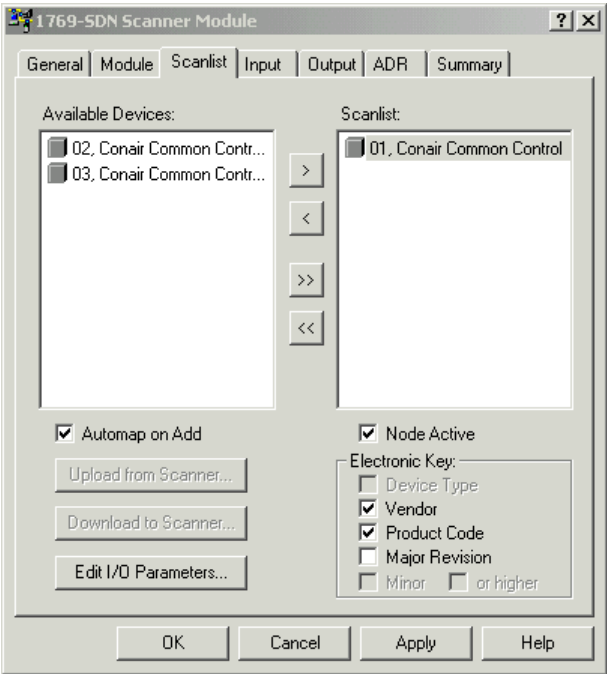 1769-SDN Scanner Module
General Module Scanlist Input Output ADR Summary
Available Devices:
02, Conair Common Contr...
03, Conair Common Contr...
>
<
>>
<<
Scanlist:
01, Conair Common Control
Automap on Add
Upload from Scanner...
Download to Scanner...
Edit I/O Parameters...
Node Active
Electronic Key:
Device Type
Vendor
Product Code
Major Revision
Minor or higher
OK Cancel Apply Help